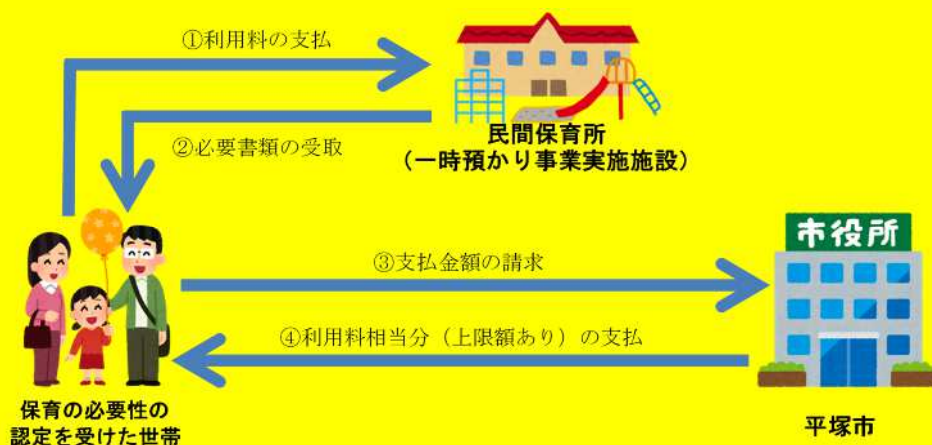 ①利用料の支払
②必要書類の受取
民間保育所
（一時預かり事業実施施設）
市役所
③支払金額の請求
④利用料相当分（上限額あり）の支払
保育の必要性の
認定を受けた世帯
平塚市